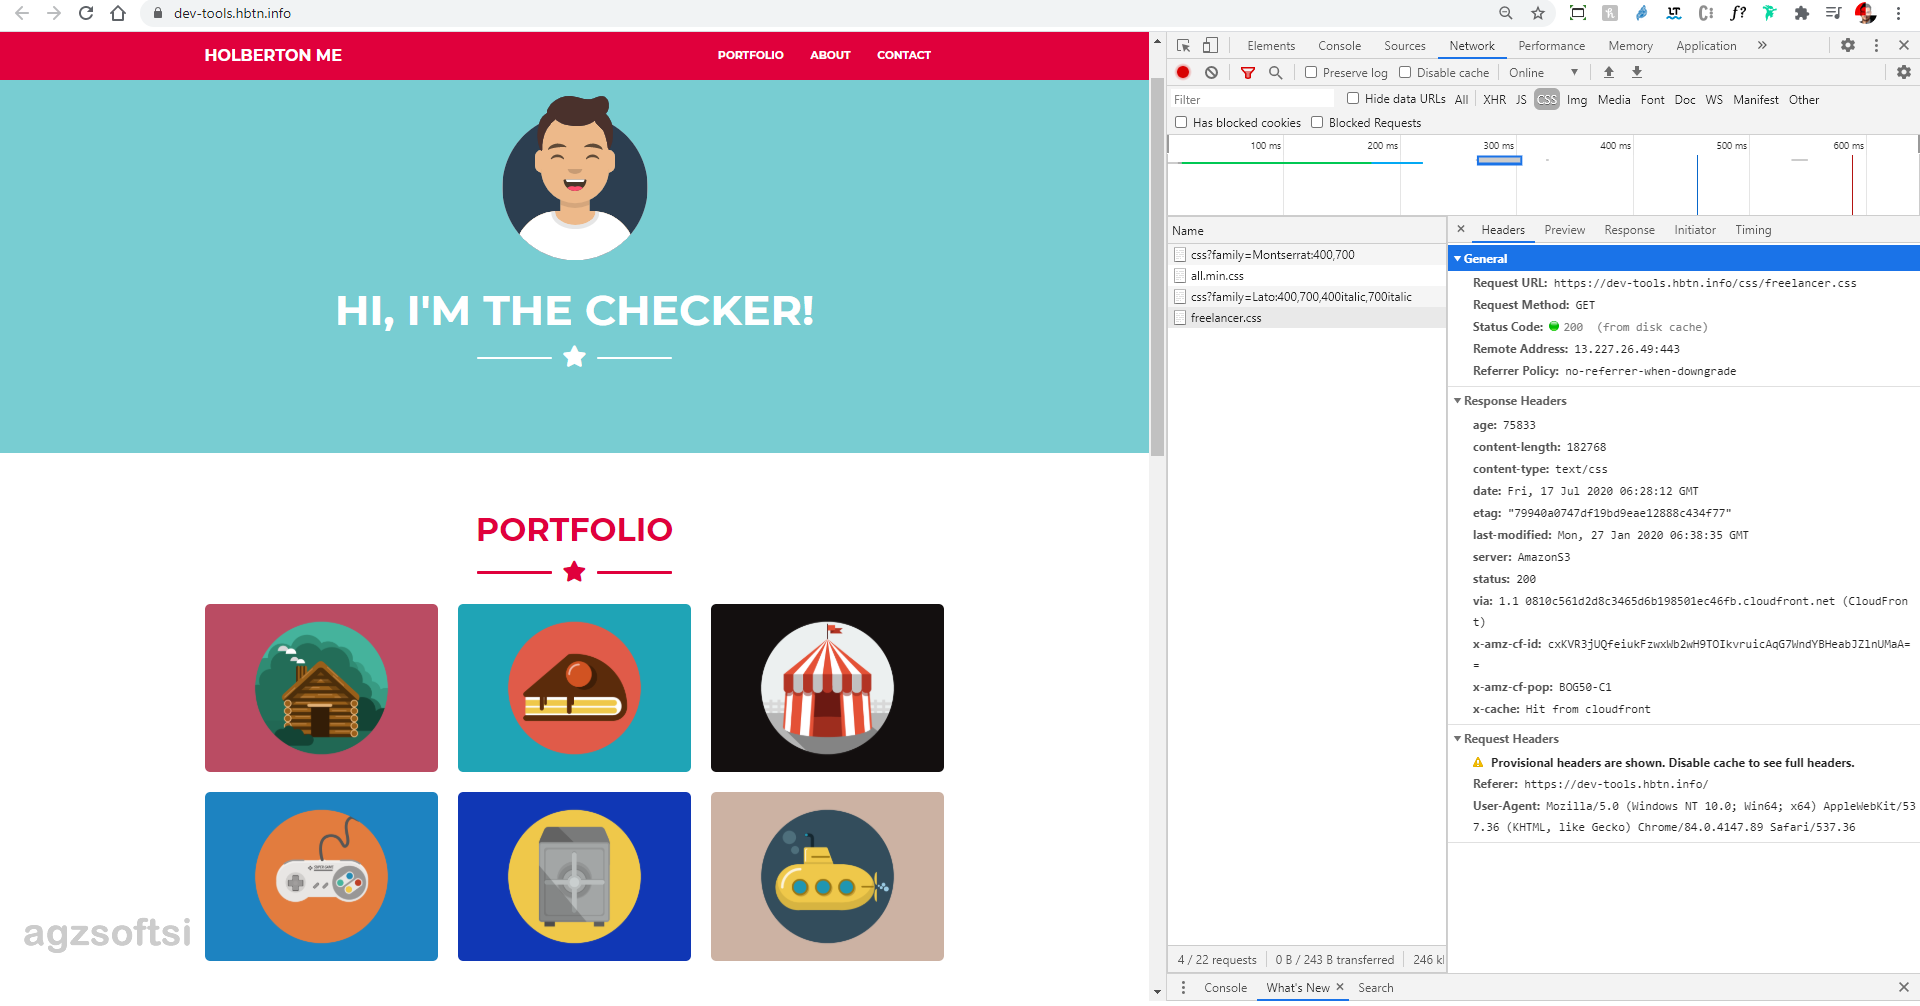 dev-tools.hbtn.info
HOLBERTON ME
PORTFOLIO ABOUT CONTACT
HI, I'M THE CHECKER!
PORTFOLIO
agzsoftsi
Elements Console Sources Network Performance Memory Application »
Preserve log Disable cache Online
Filter Hide data URLs All XHR JS CSS Img Media Font Doc WS Manifest Other
Has blocked cookies Blocked Requests
100 ms 200 ms 300 ms 400 ms 500 ms 600 ms
Name
css?family=Montserrat:400,700
all.min.css
css?family=Lato:400,700,400italic,700italic
freelancer.css
Headers Preview Response Initiator Timing
General
Request URL: https://dev-tools.hbtn.info/css/freelancer.css
Request Method: GET
Status Code: 200 (from disk cache)
Remote Address: 13.227.26.49:443
Referrer Policy: no-referrer-when-downgrade
Response Headers
age: 75833
content-length: 182768
content-type: text/css
date: Fri, 17 Jul 2020 06:28:12 GMT
etag: "79940a0747df19bd9eae12888c434f77"
last-modified: Mon, 27 Jan 2020 06:38:35 GMT
server: AmazonS3
status: 200
via: 1.1 0810c561d2d8c3465d6b198501ec46fb.cloudfront.net (CloudFron
t)
x-amz-cf-id: cxKVR3jUQfeiukFzwxWb2wH9TOIkvruicAqG7WndYBHeabJZlnUMaA=
=
x-amz-cf-pop: BOG50-C1
x-cache: Hit from cloudfront
Request Headers
Provisional headers are shown. Disable cache to see full headers.
Referer: https://dev-tools.hbtn.info/
User-Agent: Mozilla/5.0 (Windows NT 10.0; Win64; x64) AppleWebKit/53
7.36 (KHTML, like Gecko) Chrome/84.0.4147.89 Safari/537.36
4 / 22 requests 0 B / 243 B transferred 246 k
Console What's New Search